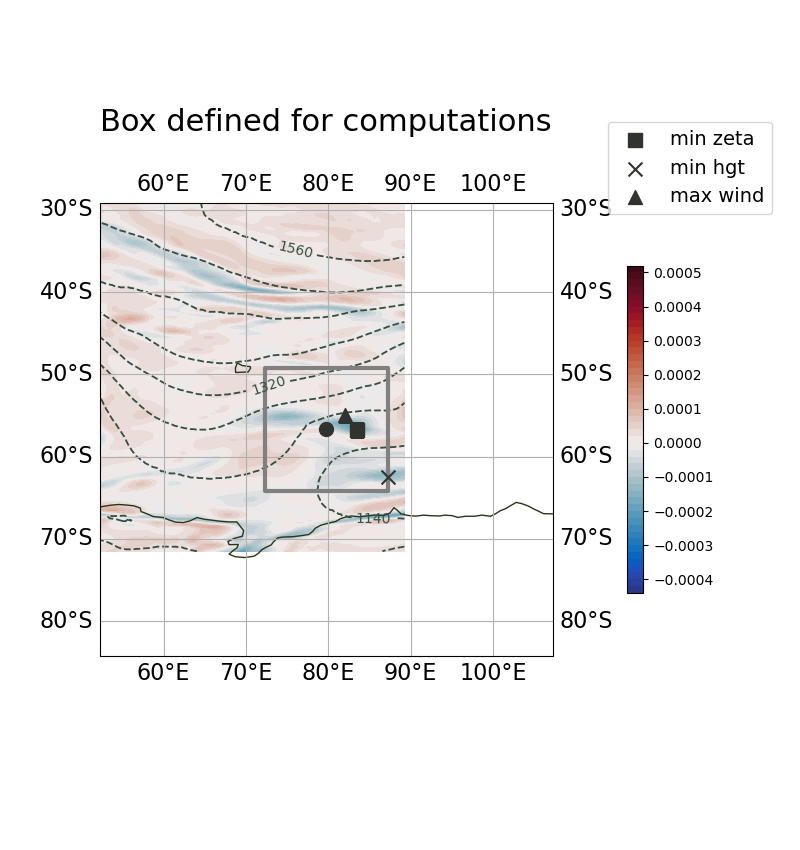 Box defined for computations
min zeta
min hgt
max wind
60°E 70°E 80°E 90°E 100°E
30°S 30°S
1560
0.0005
40°S 40°S
0.0004
0.0003
50°S 50°S
1320
0.0002
0.0001
60°S 60°S
0.0000
−0.0001
1140
−0.0002
70°S 70°S
−0.0003
−0.0004
80°S 80°S
60°E 70°E 80°E 90°E 100°E